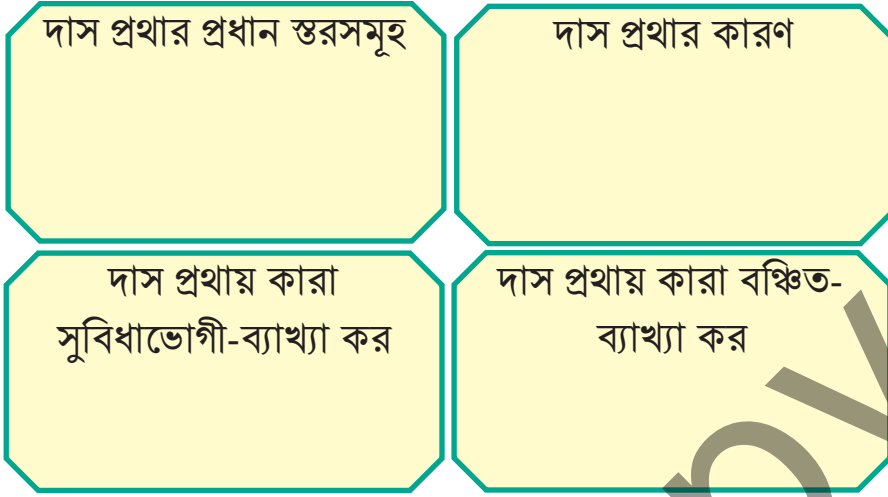 দাস প্রথার প্রধান স্তরসমূহ
দাস প্রথার কারণ
দাস প্রথায় কারা
সুবিধাভোগী-ব্যাখ্যা কর
দাস প্রথায় কারা বঞ্চিত-
ব্যাখ্যা কর